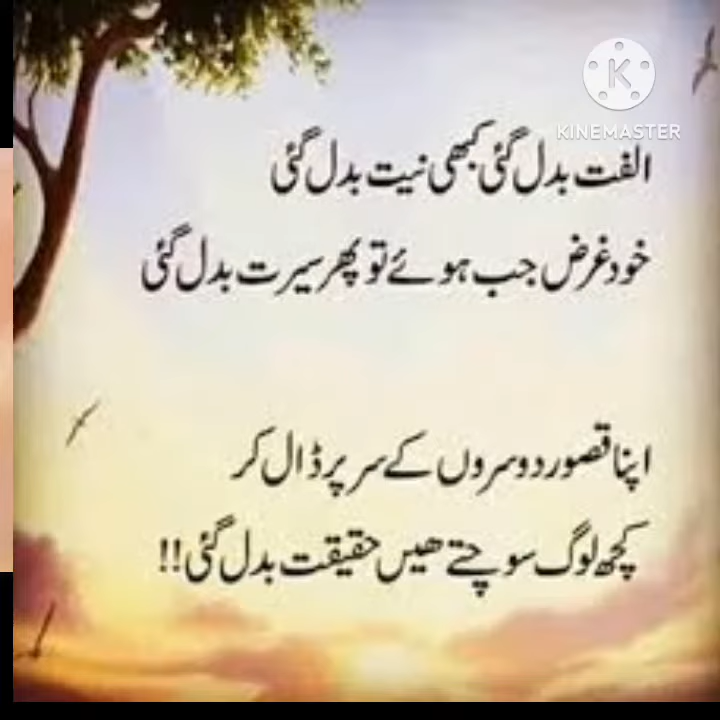 KINEMASTER
الفت بدل گئی کبھی نیت بدل گئی
خودغرض جب ہوئے تو پھر سیرت بدل گئی
اپنا قصور دوسروں کے سر پر ڈال کر
کچھ لوگ سوچتے ھیں حقیقت بدل گئی!!